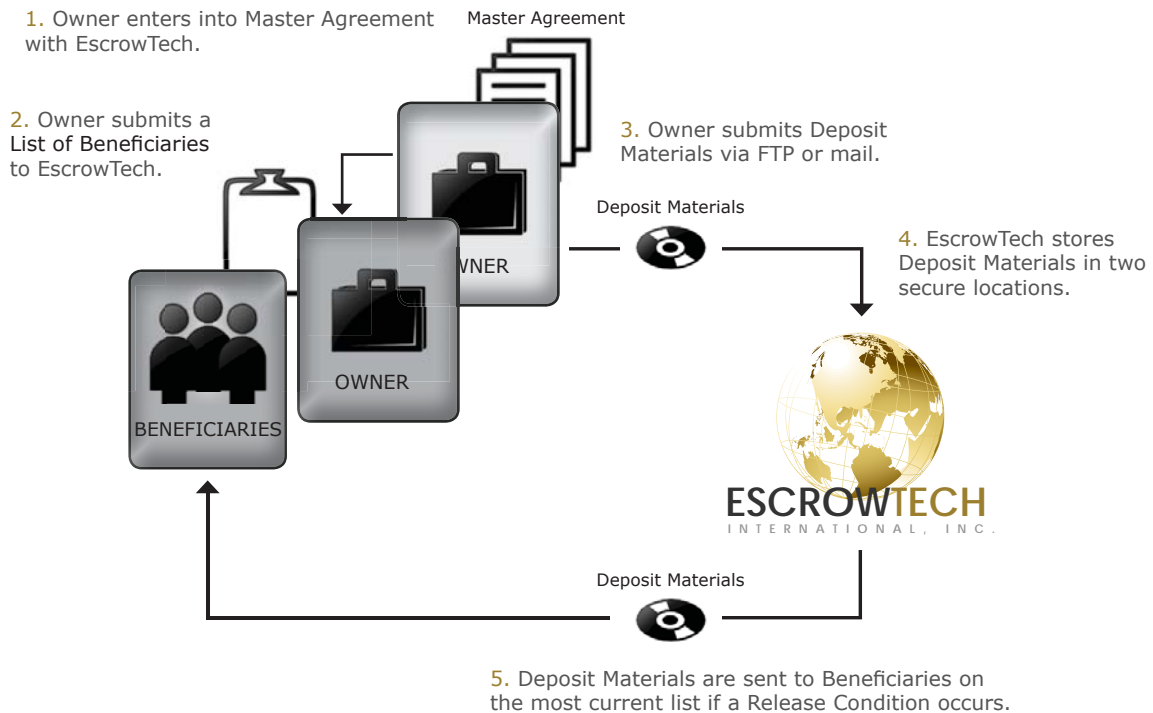 1. Owner enters into Master Agreement
with EscrowTech.
Master Agreement
2. Owner submits a
List of Beneficiaries
to EscrowTech.
3. Owner submits Deposit
Materials via FTP or mail.
Deposit Materials
4. EscrowTech stores
Deposit Materials in two
secure locations.
WNER
OWNER
BENEFICIARIES
ESCROWTECH
INTERNATIONAL, INC.
Deposit Materials
5. Deposit Materials are sent to Beneficiaries on
the most current list if a Release Condition occurs.